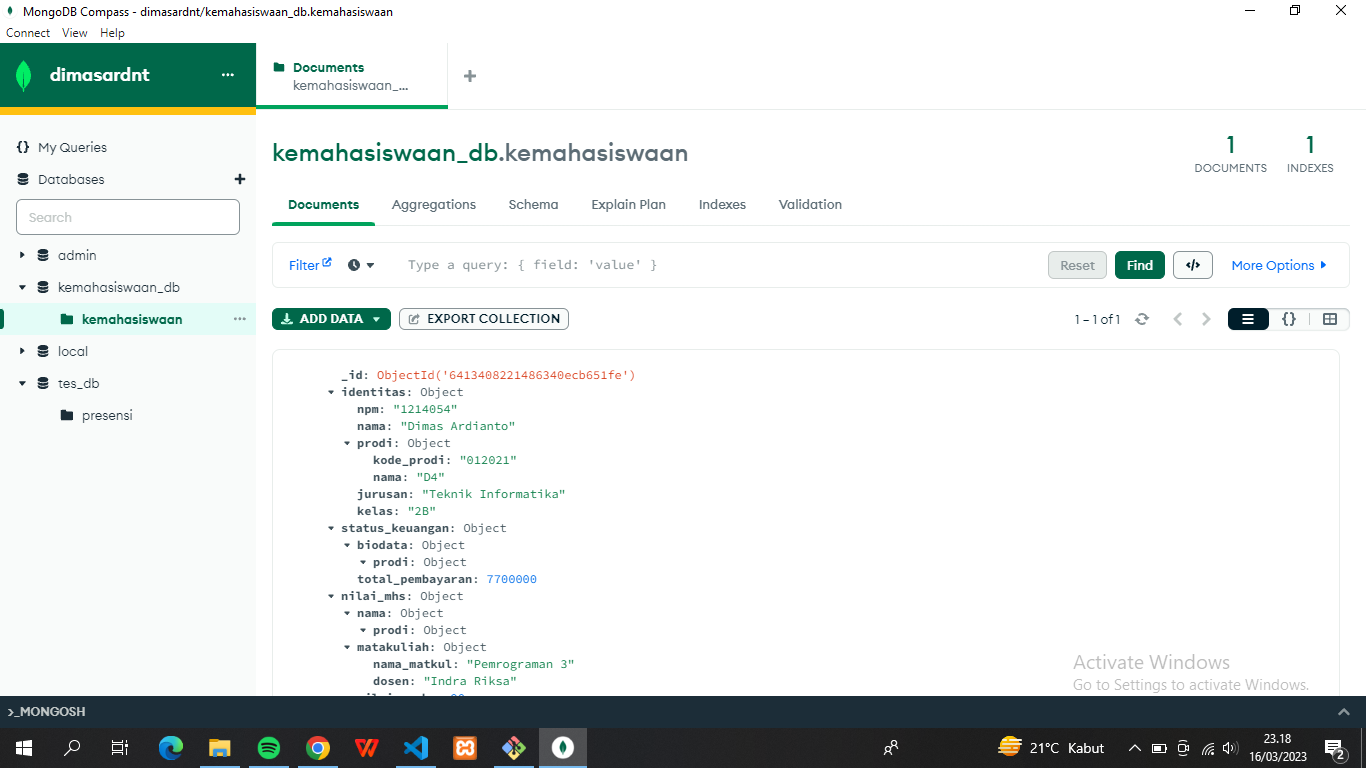 MongoDB Compass - dimasardnt/kemahasiswaan_db.kemahasiswaan
Connect View Help
dimasardnt
Documents
kemahasiswaan_...
My Queries
Databases
Search
admin
kemahasiswaan_db
kemahasiswaan
local
tes_db
presensi
kemahasiswaan_db.kemahasiswaan
1
DOCUMENTS
1
INDEXES
Documents Aggregations Schema Explain Plan Indexes Validation
Filter Type a query: { field: 'value' } Reset Find </> More Options
ADD DATA EXPORT COLLECTION 1 – 1 of 1 {}
_id: ObjectId('6413408221486340ecb651fe')
identitas: Object
npm: "1214054"
nama: "Dimas Ardianto"
prodi: Object
kode_prodi: "012021"
nama: "D4"
jurusan: "Teknik Informatika"
kelas: "2B"
status_keuangan: Object
biodata: Object
prodi: Object
total_pembayaran: 7700000
nilai_mhs: Object
nama: Object
prodi: Object
matakuliah: Object
nama_matkul: "Pemrograman 3"
dosen: "Indra Riksa"
Activate Windows
Go to Settings to activate Windows.
>_MONGOSH
21°C Kabut
23.18
16/03/2023
2